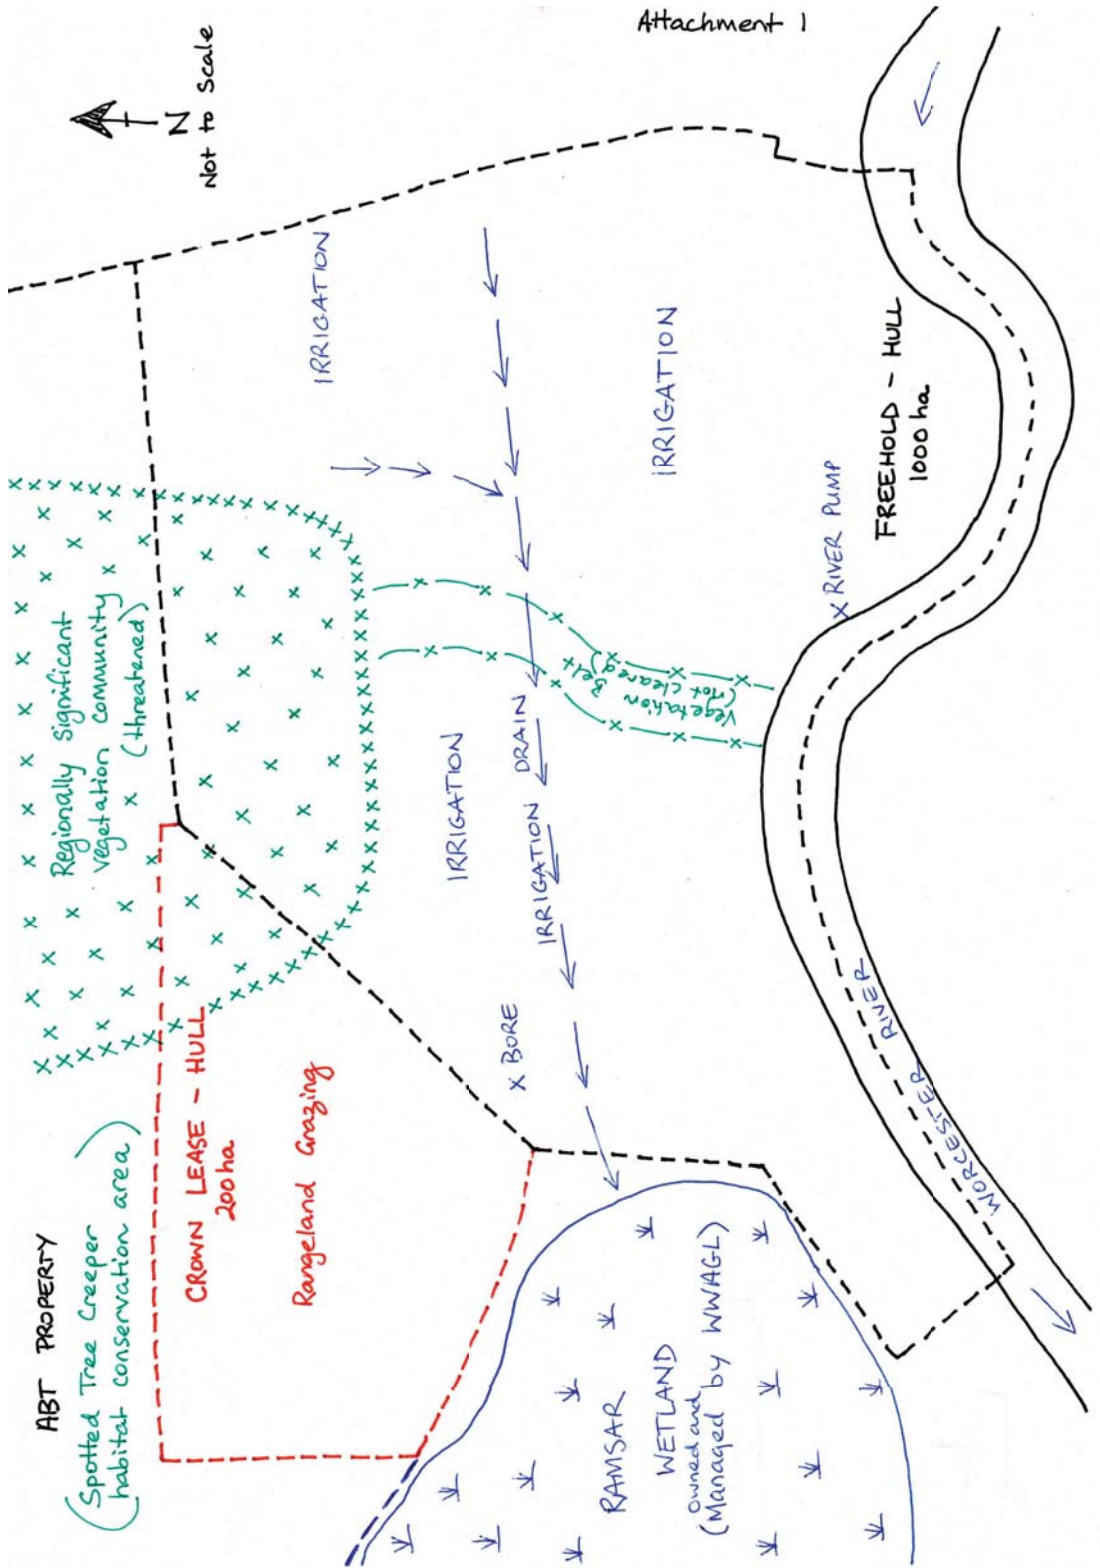 Attachment 1
N
Not to Scale
ABT PROPERTY
(Spotted Tree Creeper
habitat conservation area)
Regionally Significant
Vegetation community
(threatened)
CROWN LEASE - HULL
200ha
Rangeland Grazing
IRRIGATION
IRRIGATION
IRRIGATION
IRRIGATION DRAIN
X BORE
Vegetation Belt
(not cleared)
X RIVER PUMP
FREEHOLD - HULL
1000 ha
RAMSAR
WETLAND
Owned and
(Managed by WWAGL)
WORCESTER RIVER